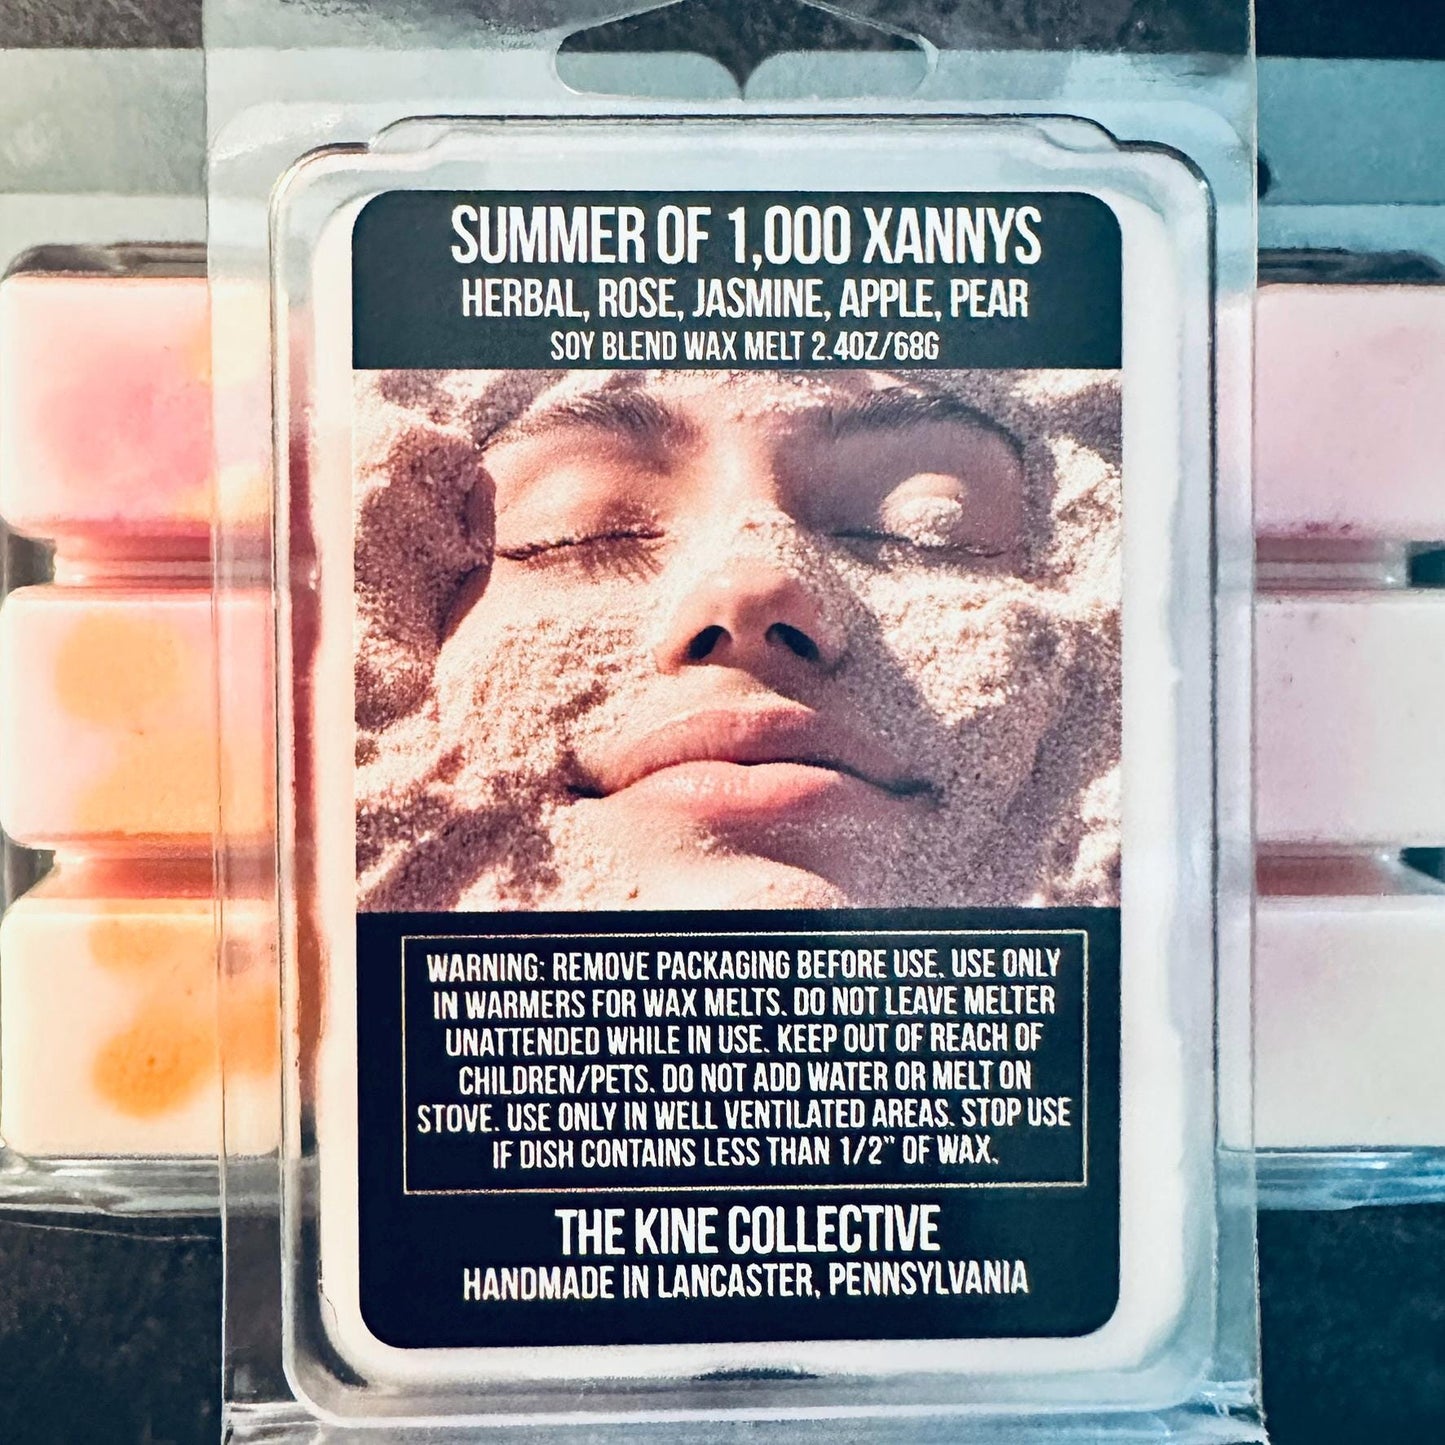 SUMMER OF 1,000 XANNYS
HERBAL, ROSE, JASMINE, APPLE, PEAR
SOY BLEND WAX MELT 2.4OZ/68G
WARNING: REMOVE PACKAGING BEFORE USE. USE ONLY
IN WARMERS FOR WAX MELTS. DO NOT LEAVE MELTER
UNATTENDED WHILE IN USE. KEEP OUT OF REACH OF
CHILDREN/PETS. DO NOT ADD WATER OR MELT ON
STOVE. USE ONLY IN WELL VENTILATED AREAS. STOP USE
IF DISH CONTAINS LESS THAN 1/2" OF WAX.
THE KINE COLLECTIVE
HANDMADE IN LANCASTER, PENNSYLVANIA